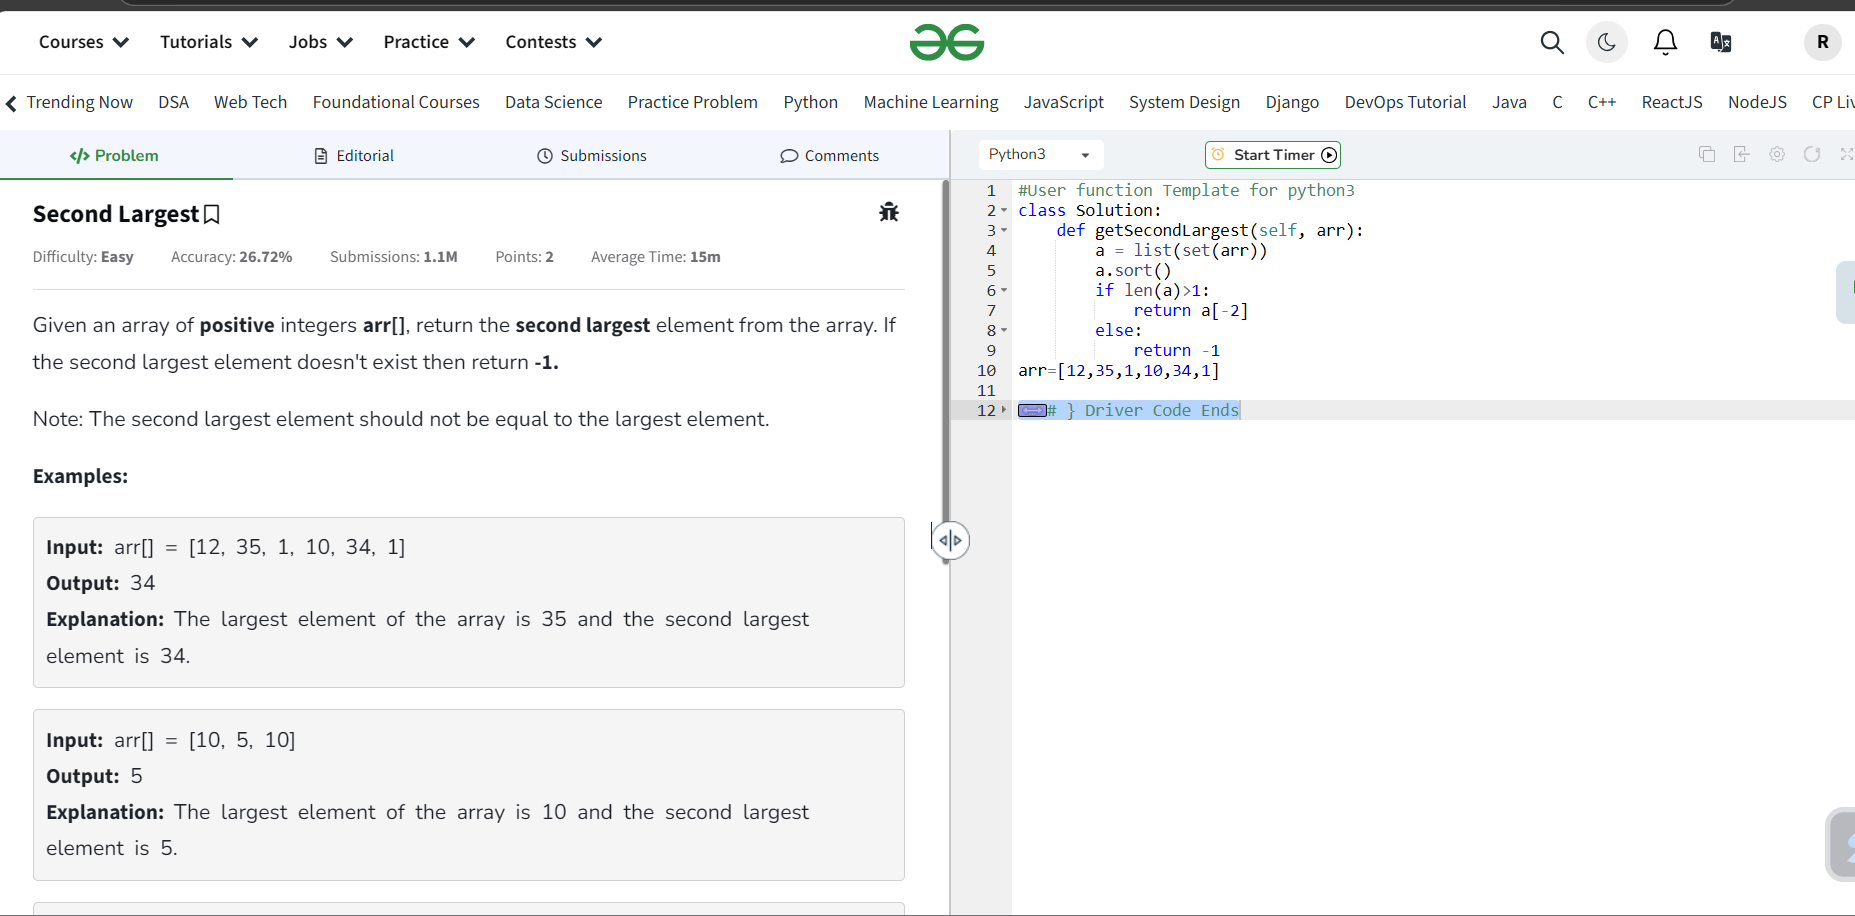 Courses Tutorials Jobs Practice Contests R
Trending Now DSA Web Tech Foundational Courses Data Science Practice Problem Python Machine Learning JavaScript System Design Django DevOps Tutorial Java C C++ ReactJS NodeJS CP Liv
</> Problem Editorial Submissions Comments
Second Largest
Difficulty: Easy Accuracy: 26.72% Submissions: 1.1M Points: 2 Average Time: 15m
Given an array of positive integers arr[], return the second largest element from the array. If
the second largest element doesn't exist then return -1.
Note: The second largest element should not be equal to the largest element.
Examples:
Input: arr[] = [12, 35, 1, 10, 34, 1]
Output: 34
Explanation: The largest element of the array is 35 and the second largest
element is 34.
Input: arr[] = [10, 5, 10]
Output: 5
Explanation: The largest element of the array is 10 and the second largest
element is 5.
Python3 Start Timer
1 #User function Template for python3
2 class Solution:
3     def getSecondLargest(self, arr):
4         a = list(set(arr))
5         a.sort()
6         if len(a)>1:
7             return a[-2]
8         else:
9             return -1
10 arr=[12,35,1,10,34,1]
11
12 # } Driver Code Ends